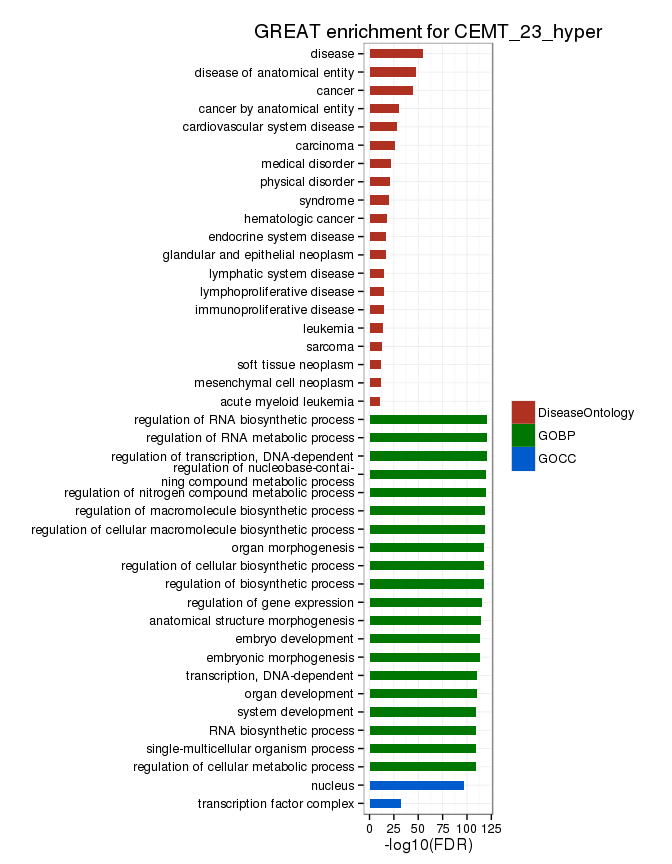 GREAT enrichment for CEMT_23_hyper
disease
disease of anatomical entity
cancer
cancer by anatomical entity
cardiovascular system disease
carcinoma
medical disorder
physical disorder
syndrome
hematologic cancer
endocrine system disease
glandular and epithelial neoplasm
lymphatic system disease
lymphoproliferative disease
immunoproliferative disease
leukemia
sarcoma
soft tissue neoplasm
mesenchymal cell neoplasm
acute myeloid leukemia
regulation of RNA biosynthetic process
regulation of RNA metabolic process
regulation of transcription, DNA-dependent
regulation of nucleobase-contai-
ning compound metabolic process
regulation of nitrogen compound metabolic process
regulation of macromolecule biosynthetic process
regulation of cellular macromolecule biosynthetic process
organ morphogenesis
regulation of cellular biosynthetic process
regulation of biosynthetic process
regulation of gene expression
anatomical structure morphogenesis
embryo development
embryonic morphogenesis
transcription, DNA-dependent
organ development
system development
RNA biosynthetic process
single-multicellular organism process
regulation of cellular metabolic process
nucleus
transcription factor complex
0 25 50 75 100 125
-log10(FDR)
DiseaseOntology
GOBP
GOCC